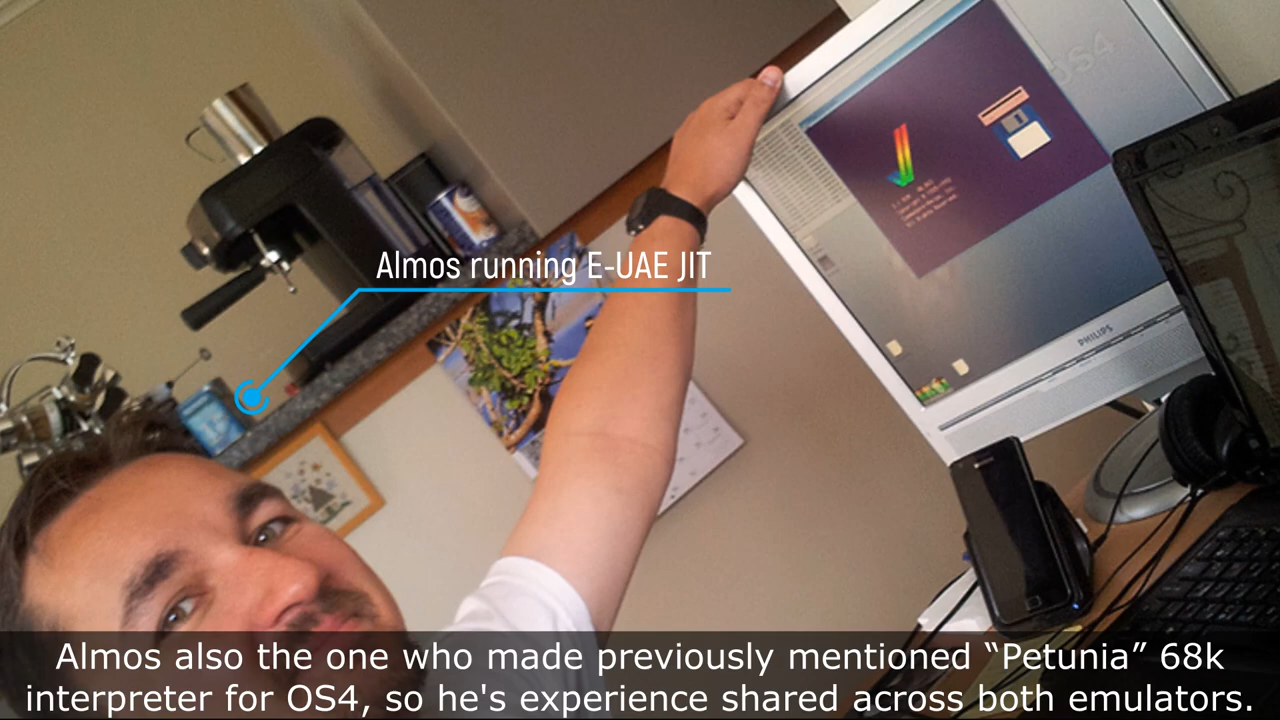 OS4
Almos running E-UAE JIT
PHILIPS
Almos also the one who made previously mentioned “Petunia” 68k
interpreter for OS4, so he's experience shared across both emulators.